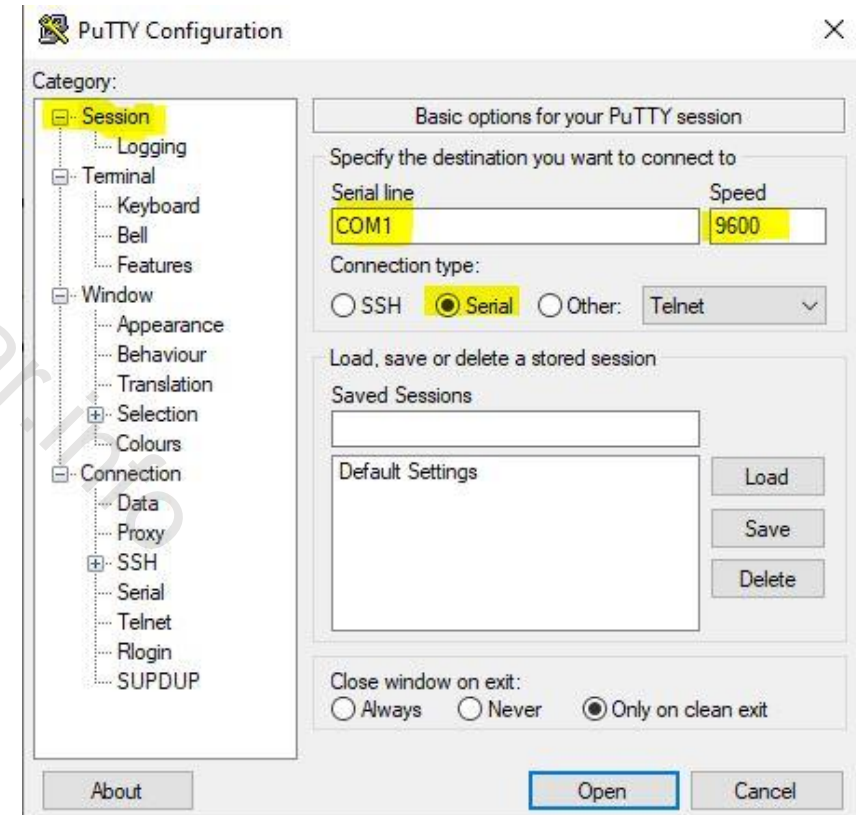 PuTTY Configuration
Category:
Session
Logging
Terminal
Keyboard
Bell
Features
Window
Appearance
Behaviour
Translation
Selection
Colours
Connection
Data
Proxy
SSH
Serial
Telnet
Rlogin
SUPDUP
Basic options for your PuTTY session
Specify the destination you want to connect to
Serial line Speed
COM1 9600
Connection type:
SSH Serial Other: Telnet
Load, save or delete a stored session
Saved Sessions
Default Settings
Load
Save
Delete
Close window on exit:
Always Never Only on clean exit
About Open Cancel